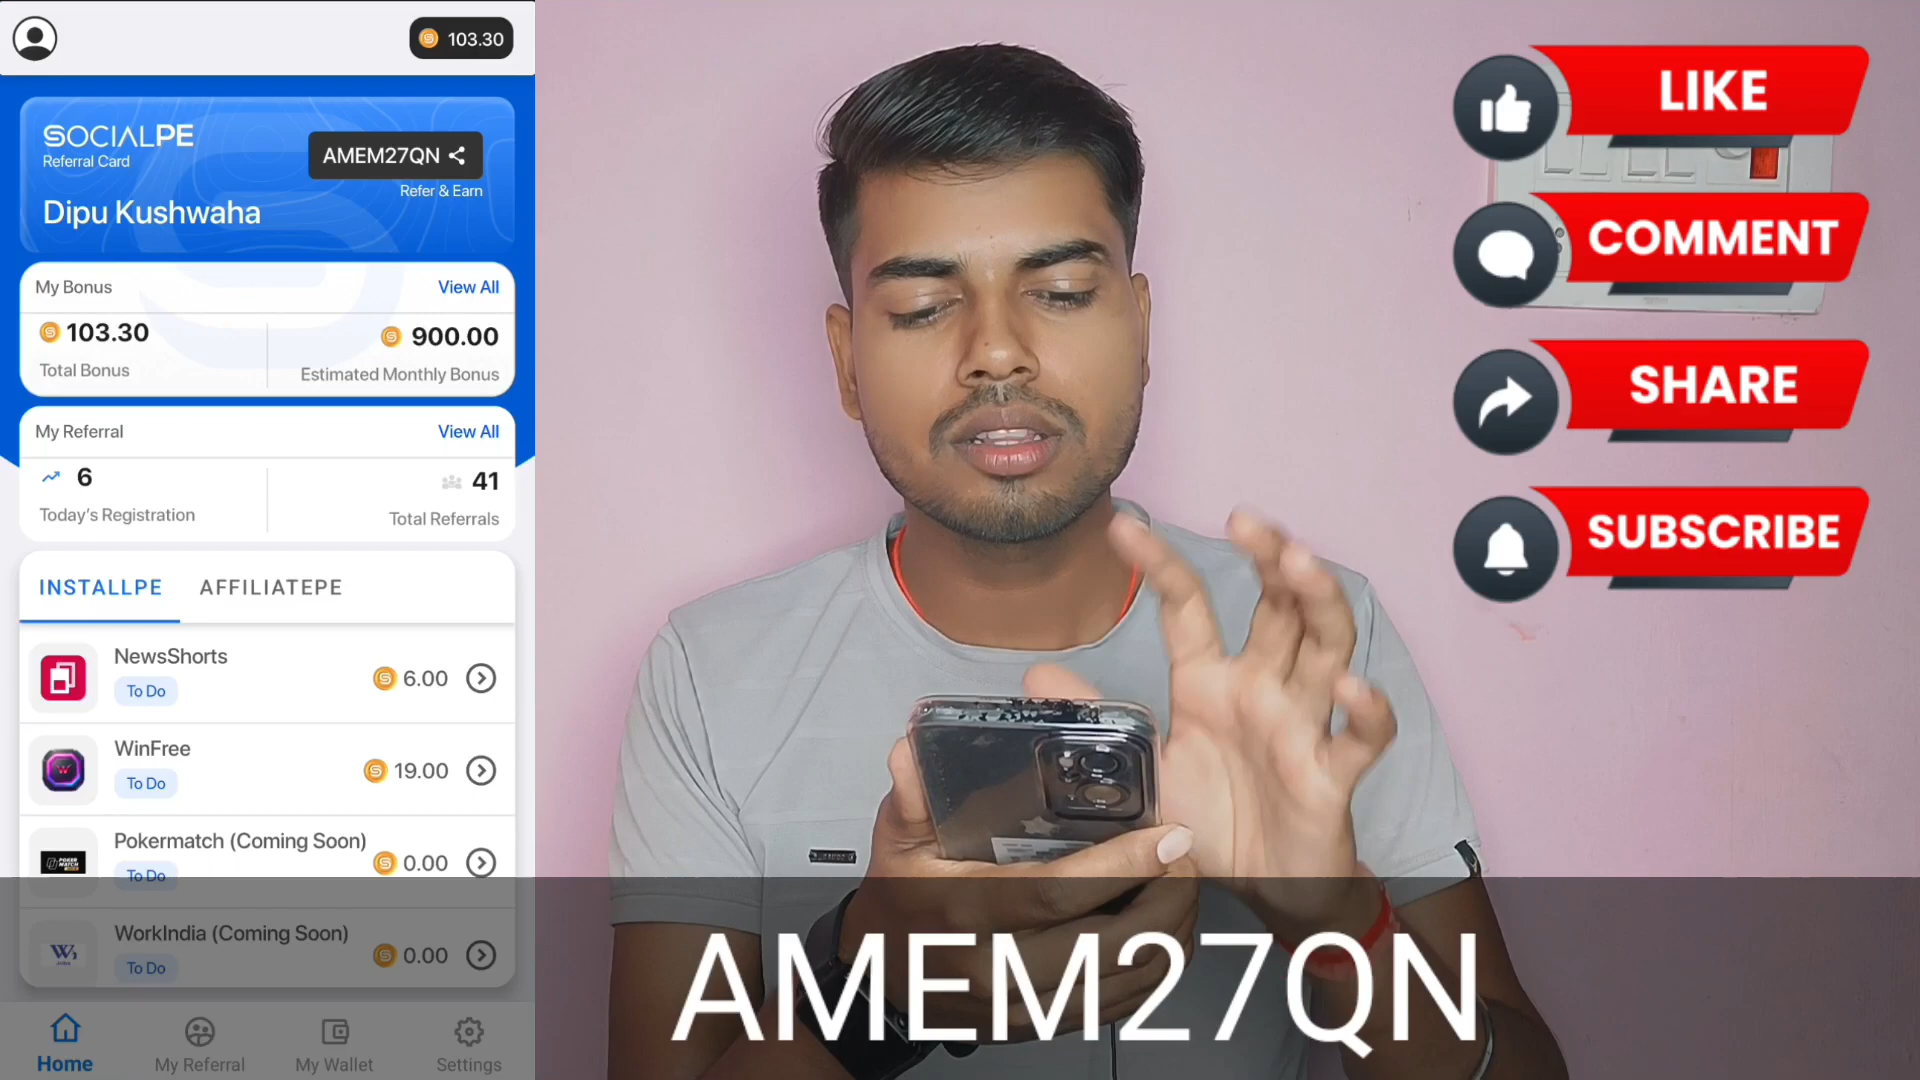 103.30
SOCIALPE
Referral Card
AMEM27QN
Refer & Earn
Dipu Kushwaha
My Bonus
View All
103.30
900.00
Total Bonus
Estimated Monthly Bonus
My Referral
View All
6
41
Today's Registration
Total Referrals
INSTALLPE
AFFILIATEPE
NewsShorts
To Do
6.00
WinFree
To Do
19.00
Pokermatch (Coming Soon)
To Do
0.00
WorkIndia (Coming Soon)
To Do
0.00
Home
My Referral
My Wallet
Settings
LIKE
COMMENT
SHARE
SUBSCRIBE
AMEM27QN